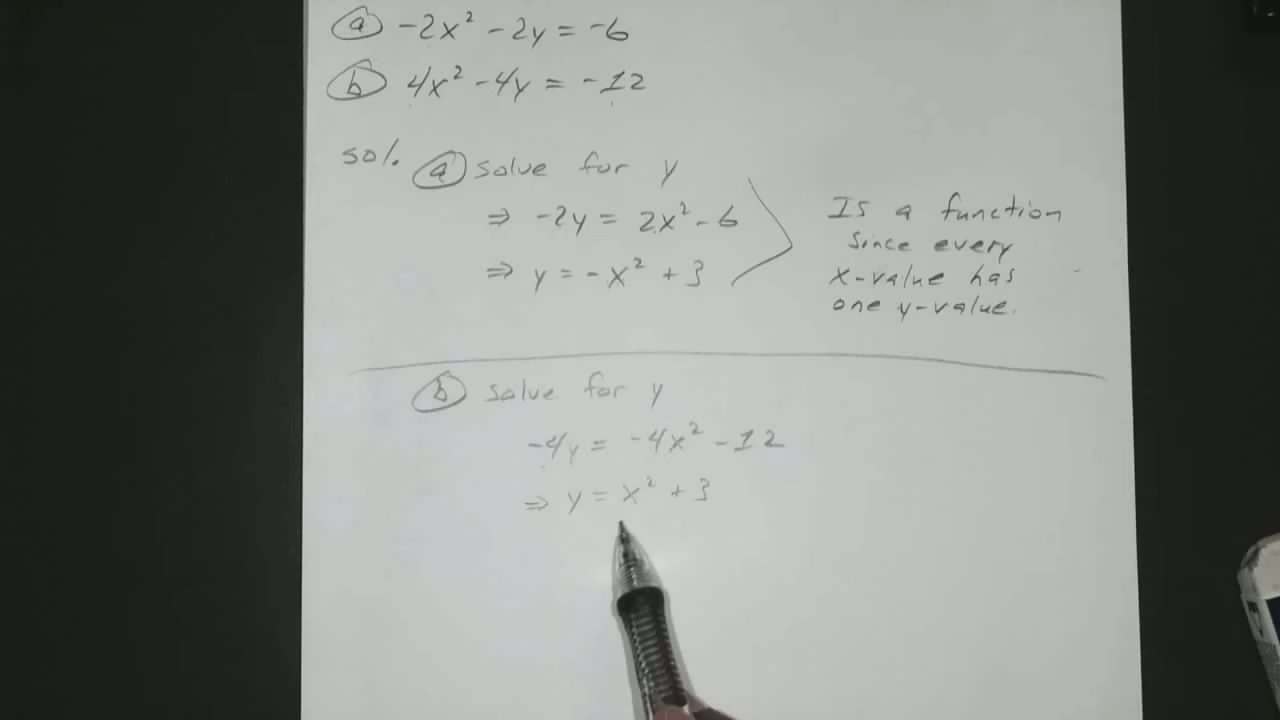 (a) -2x² - 2y = -6
(b) 4x² - 4y = -12
sol. (a) solve for y
⇒ -2y = 2x² - 6
⇒ y = -x² + 3
Is a function
since every
x-value has
one y-value.
(b) solve for y
-4y = -4x² - 12
⇒ y = x² + 3